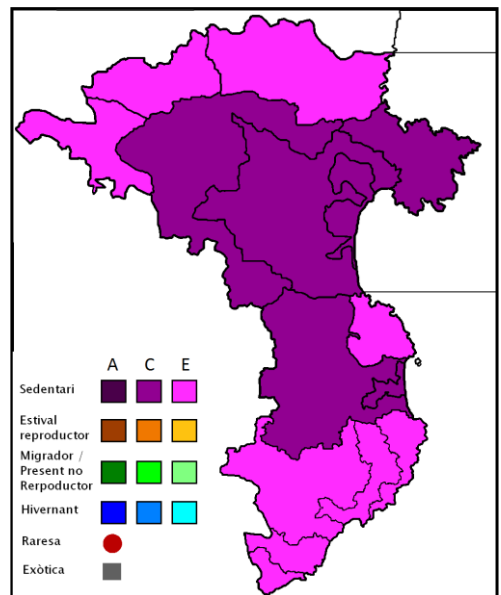 A C E
Sedentari
Estival
reproductor
Migrador /
Present no
Rerpoductor
Hivernant
Raresa
Exòtica